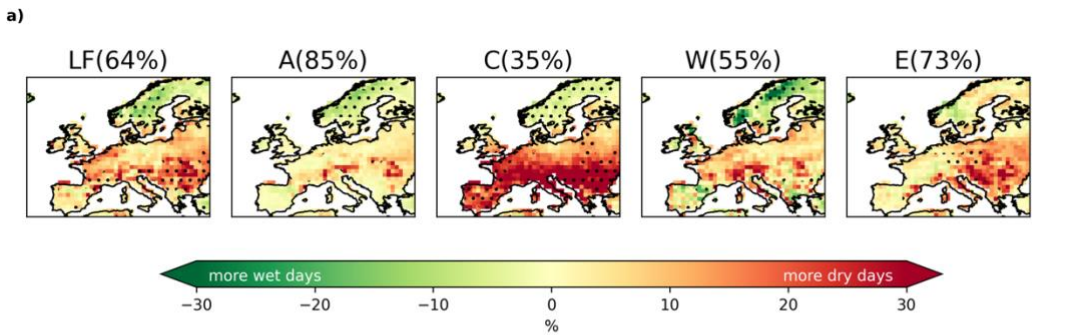 a)
LF(64%) A(85%) C(35%) W(55%) E(73%)
more wet days more dry days
−30 −20 −10 0 10 20 30
%